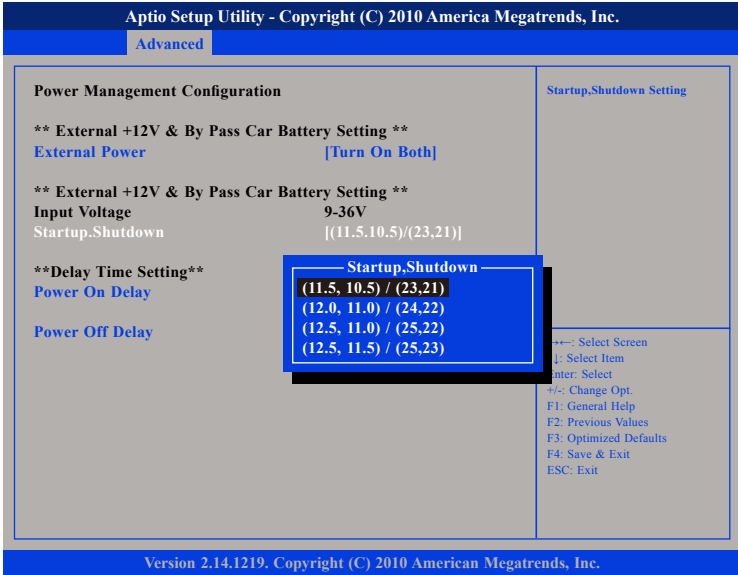 Aptio Setup Utility - Copyright (C) 2010 America Megatrends, Inc.
Advanced
Power Management Configuration
** External +12V & By Pass Car Battery Setting **
External Power [Turn On Both]
** External +12V & By Pass Car Battery Setting **
Input Voltage 9-36V
Startup.Shutdown [(11.5.10.5)/(23,21)]
**Delay Time Setting**
Power On Delay
Power Off Delay
Startup,Shutdown
(11.5, 10.5) / (23,21)
(12.0, 11.0) / (24,22)
(12.5, 11.0) / (25,22)
(12.5, 11.5) / (25,23)
Startup,Shutdown Setting
→←: Select Screen
↓: Select Item
Enter: Select
+/-: Change Opt.
F1: General Help
F2: Previous Values
F3: Optimized Defaults
F4: Save & Exit
ESC: Exit
Version 2.14.1219. Copyright (C) 2010 American Megatrends, Inc.